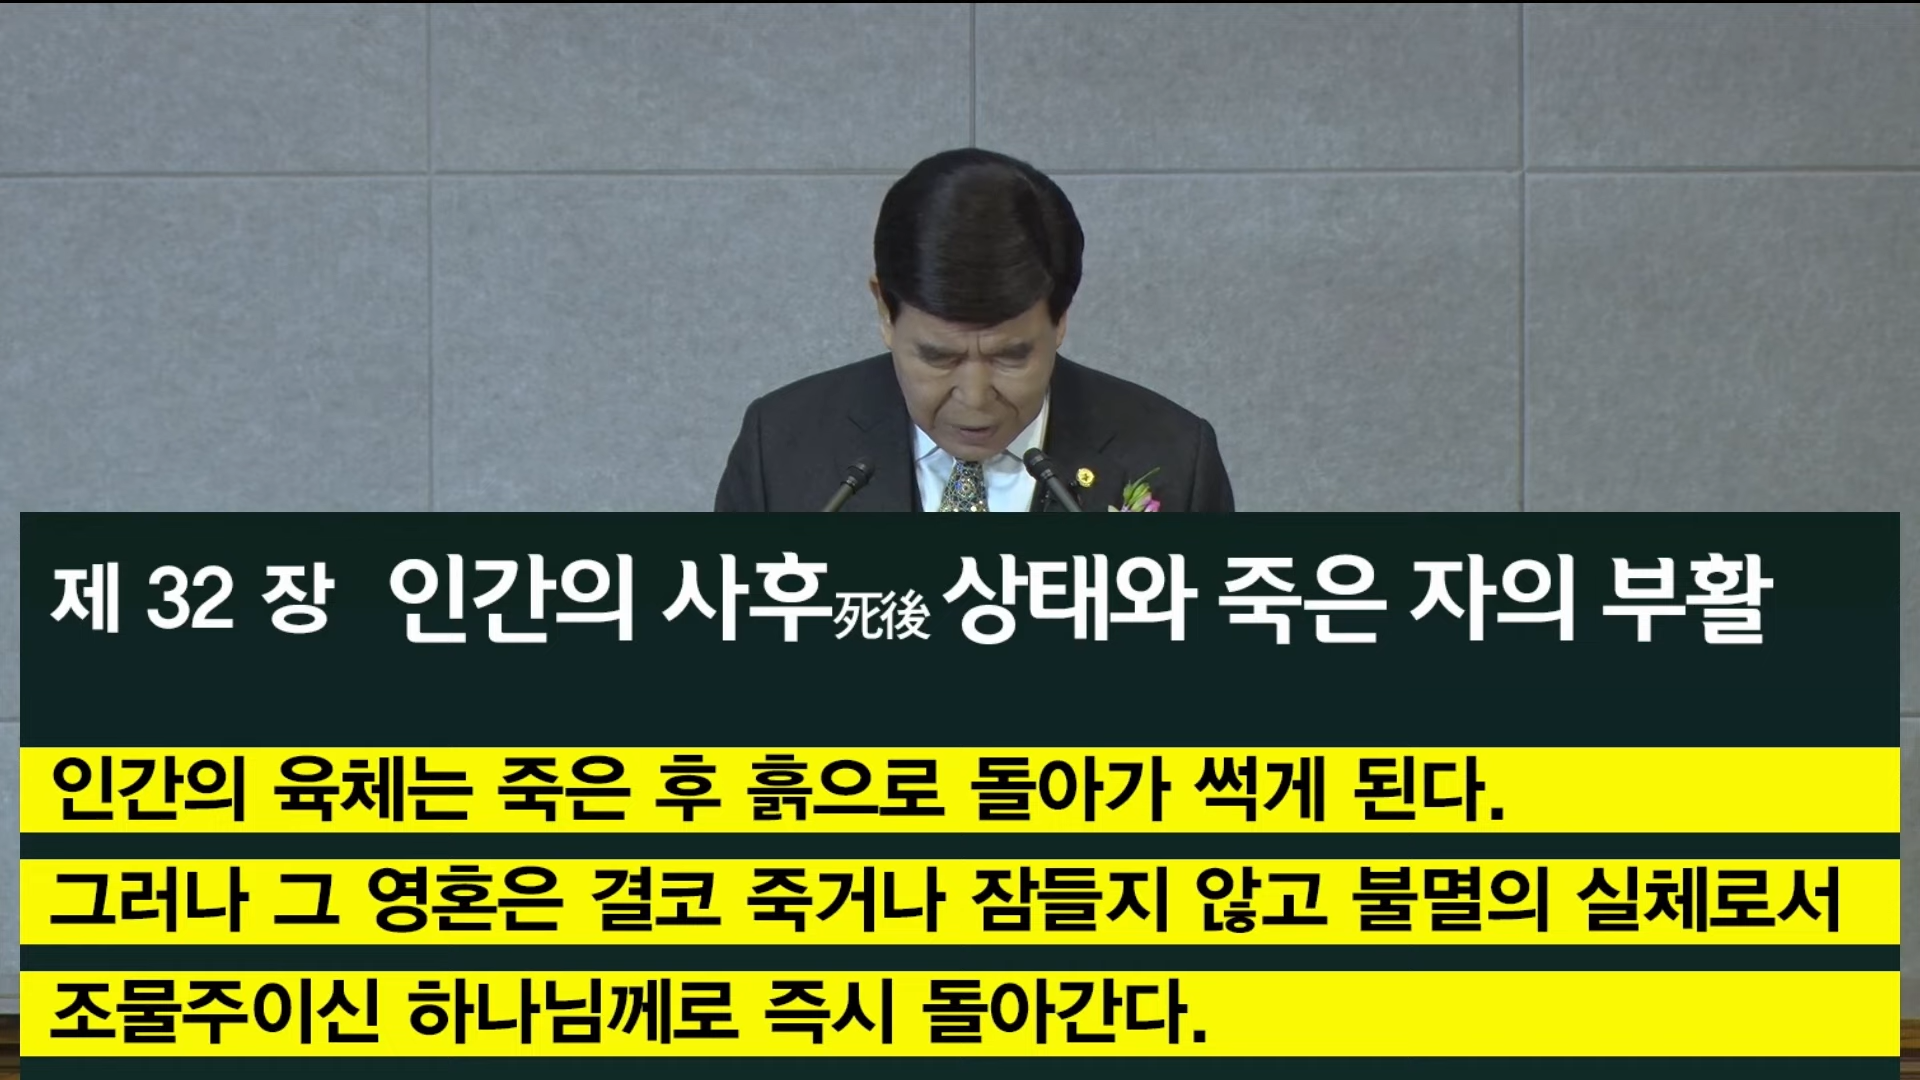 제 32 장 인간의 사후死後 상태와 죽은 자의 부활
인간의 육체는 죽은 후 흙으로 돌아가 썩게 된다.
그러나 그 영혼은 결코 죽거나 잠들지 않고 불멸의 실체로서
조물주이신 하나님께로 즉시 돌아간다.